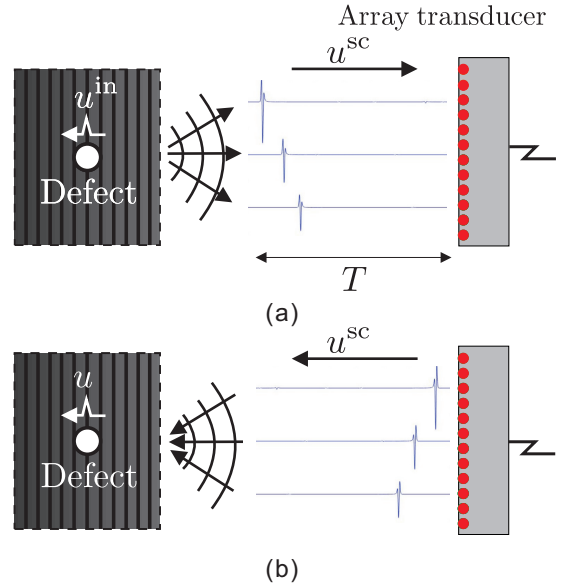 Array transducer
u^sc
u^in
Defect
T
(a)
u^sc
u
Defect
(b)